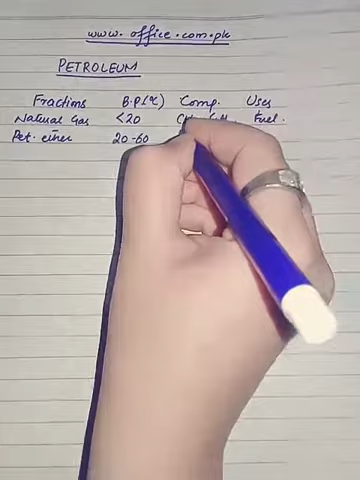 www.office.com.pk
PETROLEUM
Fractions B.P(°C) Comp. Uses
Natural Gas <20 Fuel.
Pet. ether 20-60